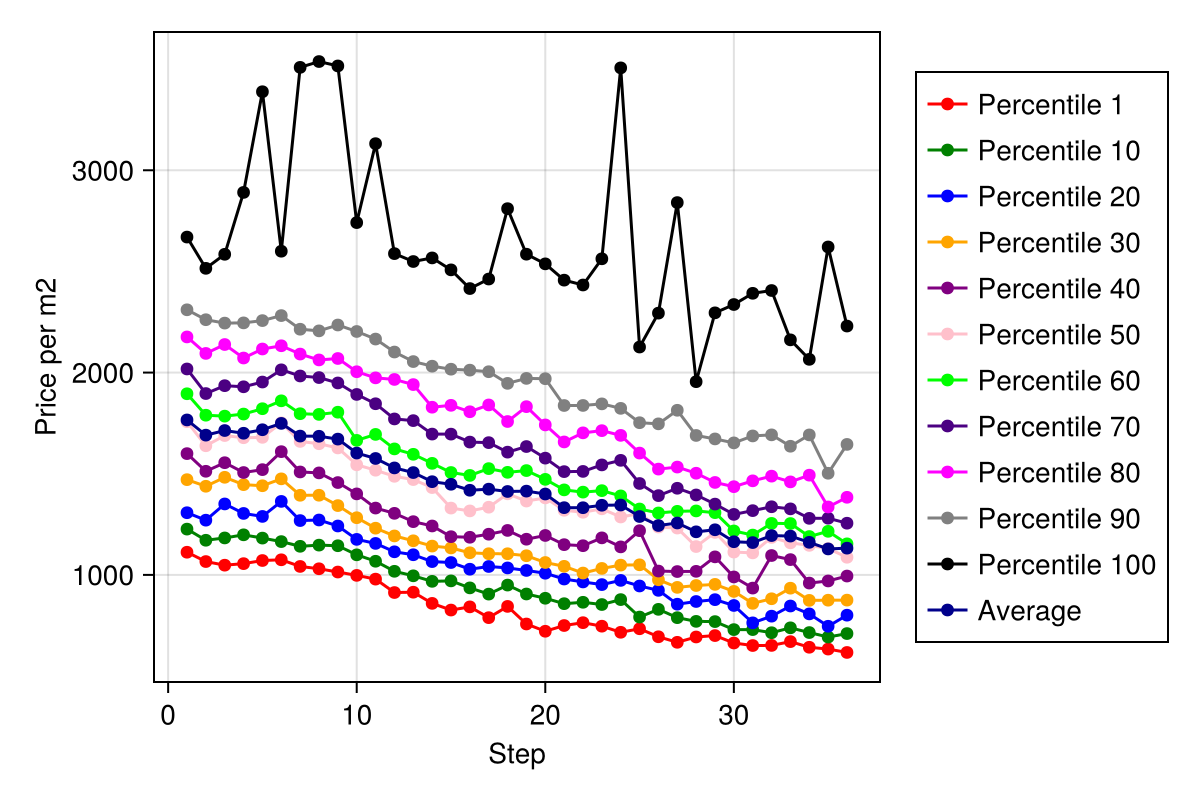 Price per m2
3000
2000
1000
0 10 20 30
Step
Percentile 1
Percentile 10
Percentile 20
Percentile 30
Percentile 40
Percentile 50
Percentile 60
Percentile 70
Percentile 80
Percentile 90
Percentile 100
Average